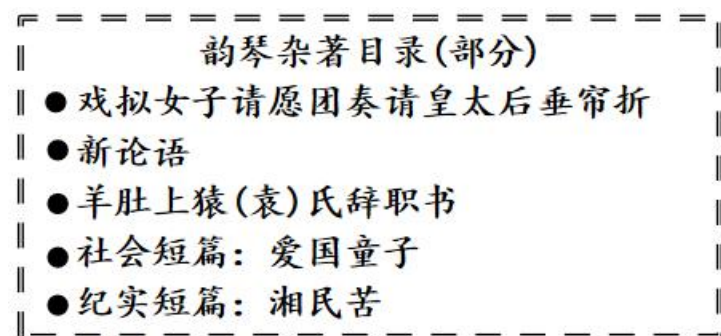 韵琴杂著目录(部分)
●戏拟女子请愿团奏请皇太后垂帘折
●新论语
●羊肚上猿(袁)氏辞职书
●社会短篇：爱国童子
●纪实短篇：湘民苦